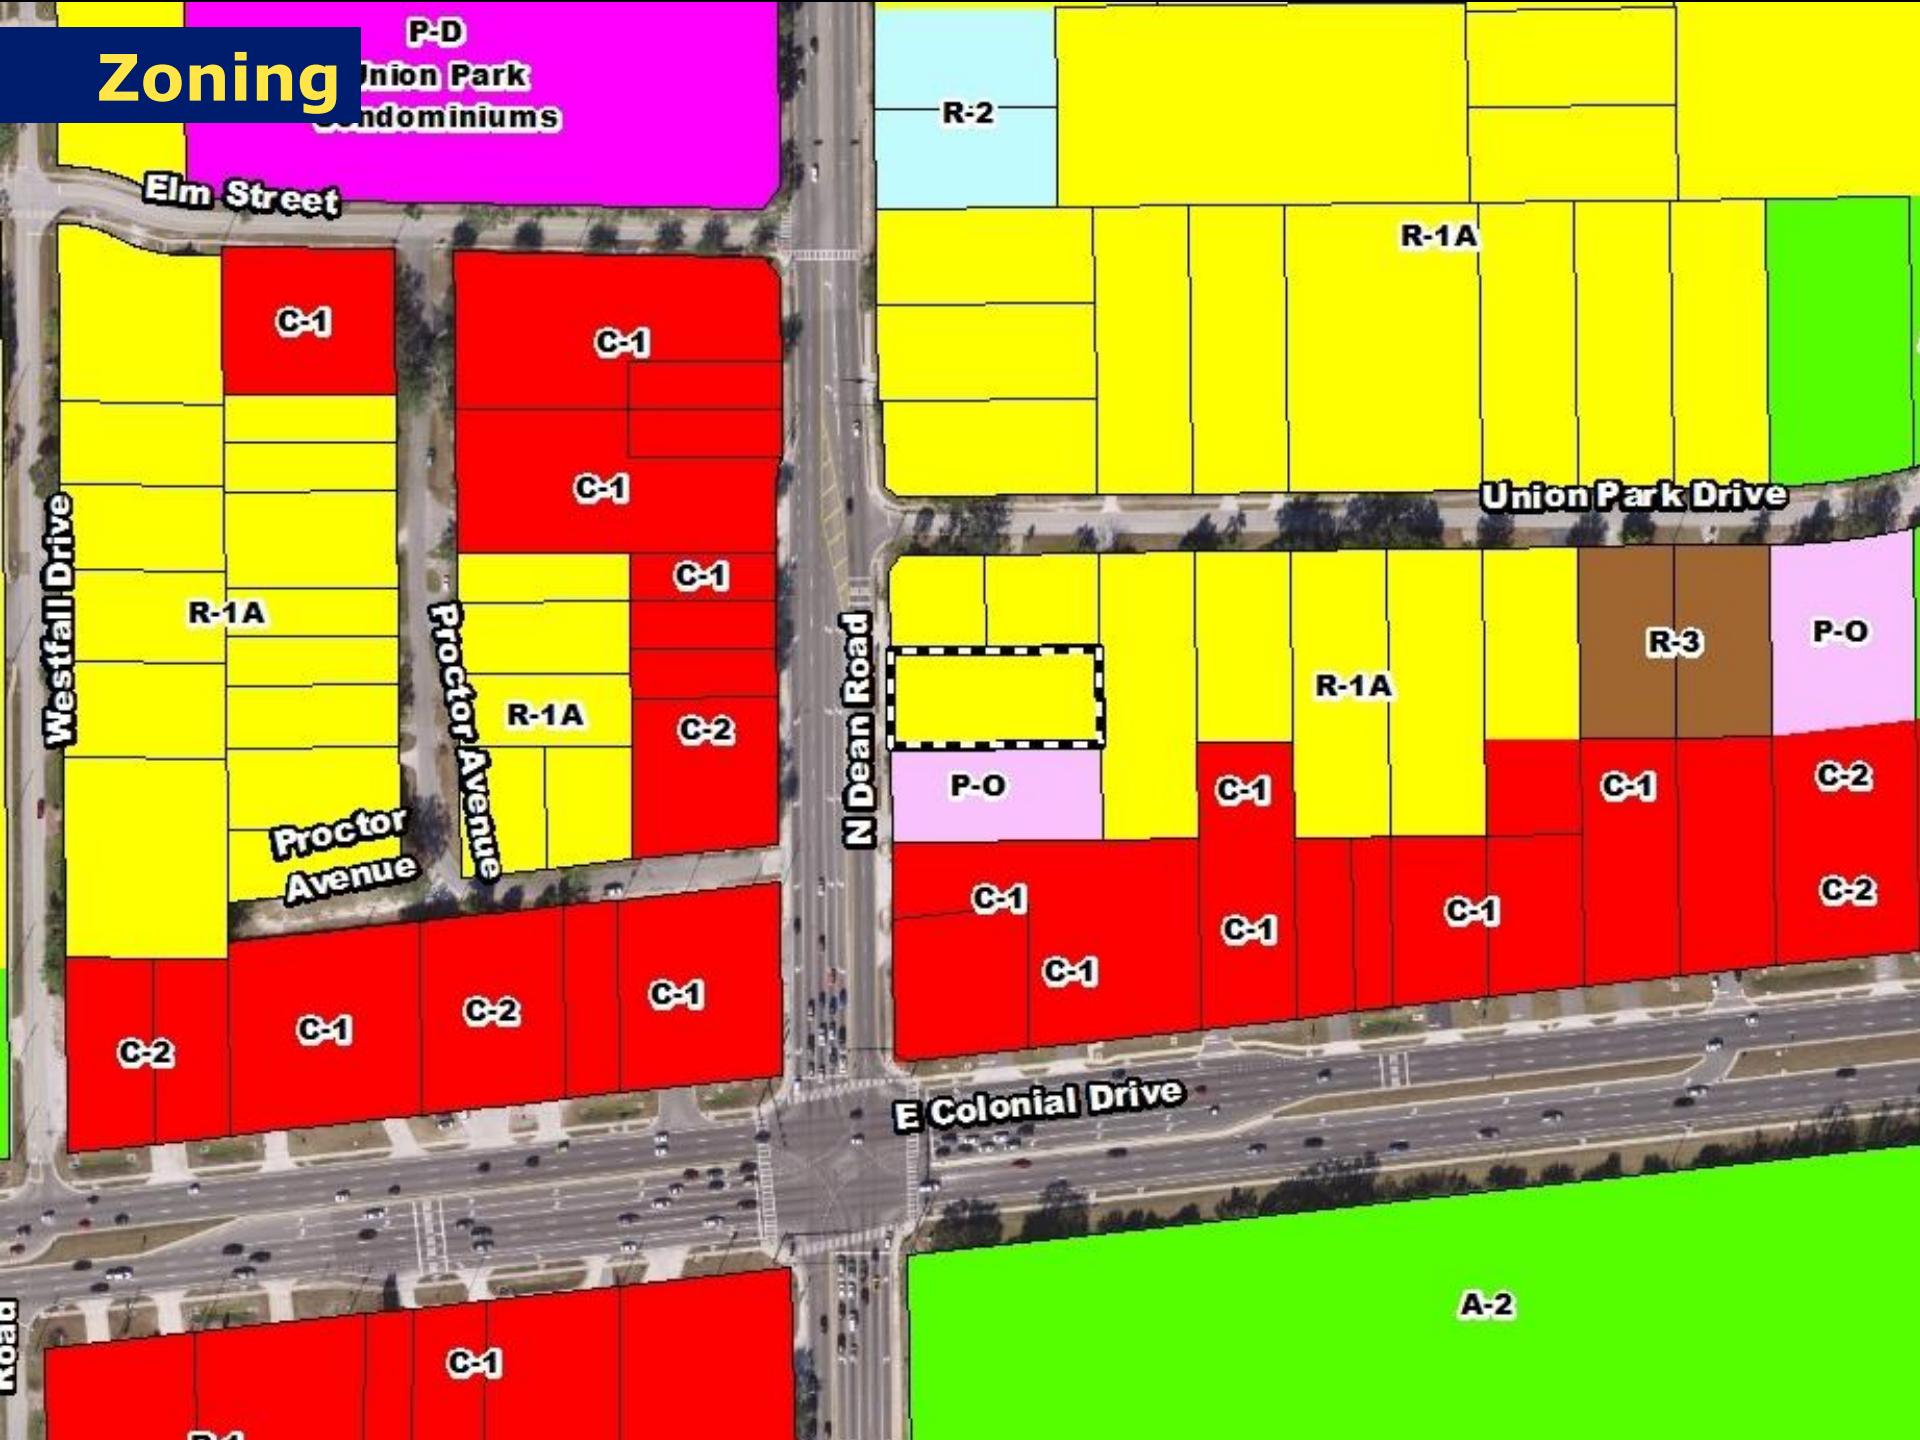 Zoning
P-D
Union Park
Condominiums
R-2
Elm Street
R-1A
C-1
C-1
C-1
Union Park Drive
Westfall Drive
R-1A
Proctor Avenue
C-1
R-1A
C-2
N Dean Road
R-1A
R-3
P-O
P-O
C-1
C-1
C-2
Proctor
Avenue
C-1
C-1
C-1
C-1
C-2
C-2
C-1
C-2
C-1
C-1
E Colonial Drive
A-2
Road
C-1